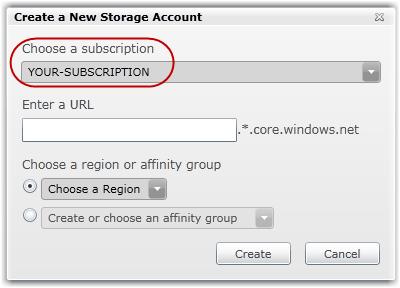 Create a New Storage Account
Choose a subscription
YOUR-SUBSCRIPTION
Enter a URL
.*.core.windows.net
Choose a region or affinity group
Choose a Region
Create or choose an affinity group
Create Cancel